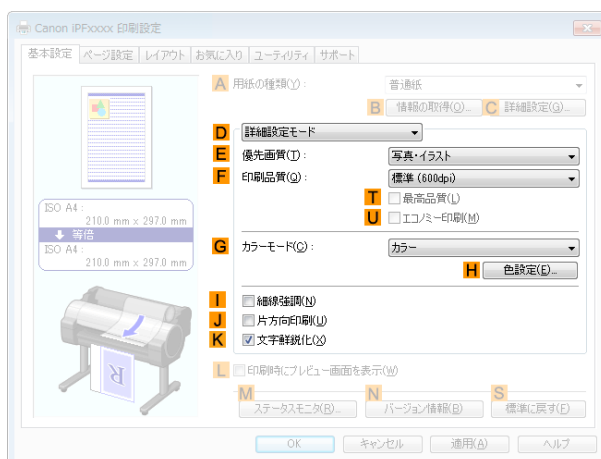 Canon iPFxxxx 印刷設定
基本設定 ページ設定 レイアウト お気に入り ユーティリティ サポート
A 用紙の種類(Y): 普通紙
B 情報の取得(O)... C 詳細設定(G)...
D 詳細設定モード
E 優先画質(T): 写真・イラスト
F 印刷品質(Q): 標準 (600dpi)
T 最高品質(L)
U エコノミー印刷(M)
G カラーモード(C): カラー
H 色設定(E)...
I 細線強調(N)
J 片方向印刷(U)
K 文字鮮鋭化(X)
L 印刷時にプレビュー画面を表示(W)
M N S
ステータスモニタ(R)... バージョン情報(B) 標準に戻す(F)
ISO A4 :
210.0 mm x 297.0 mm
等倍
ISO A4 :
210.0 mm x 297.0 mm
R
OK キャンセル 適用(A) ヘルプ